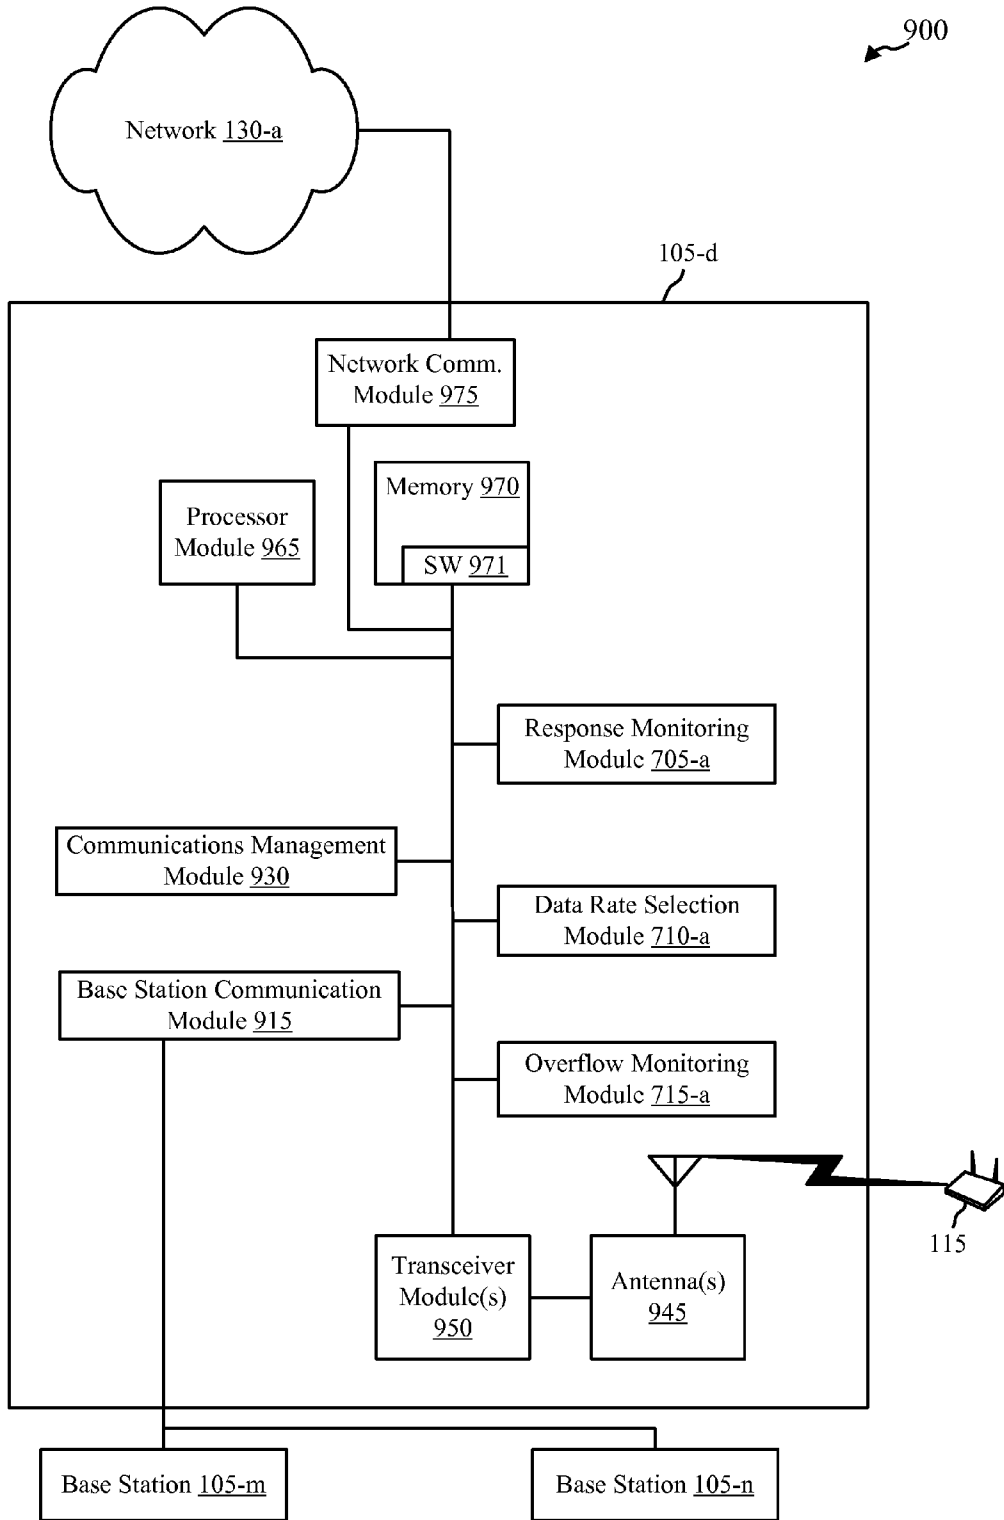 900
Network 130-a
105-d
Network Comm.
Module 975
Memory 970
SW 971
Processor
Module 965
Response Monitoring
Module 705-a
Communications Management
Module 930
Data Rate Selection
Module 710-a
Base Station Communication
Module 915
Overflow Monitoring
Module 715-a
115
Transceiver
Module(s)
950
Antenna(s)
945
Base Station 105-m
Base Station 105-n